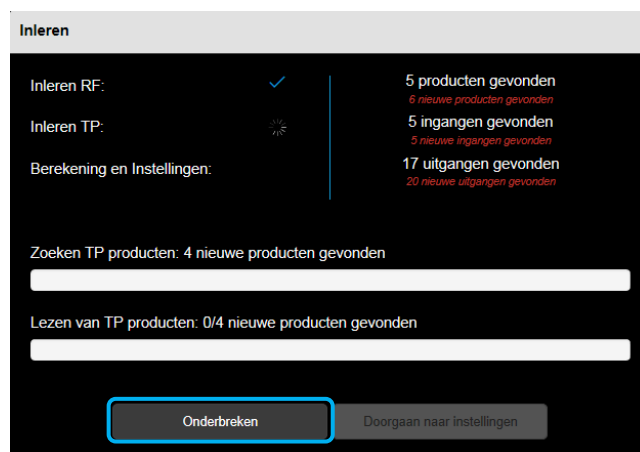 Inleren
Inleren RF:
5 producten gevonden
6 nieuwe producten gevonden
Inleren TP:
5 ingangen gevonden
5 nieuwe ingangen gevonden
Berekening en Instellingen:
17 uitgangen gevonden
20 nieuwe uitgangen gevonden
Zoeken TP producten: 4 nieuwe producten gevonden
Lezen van TP producten: 0/4 nieuwe producten gevonden
Onderbreken
Doorgaan naar instellingen